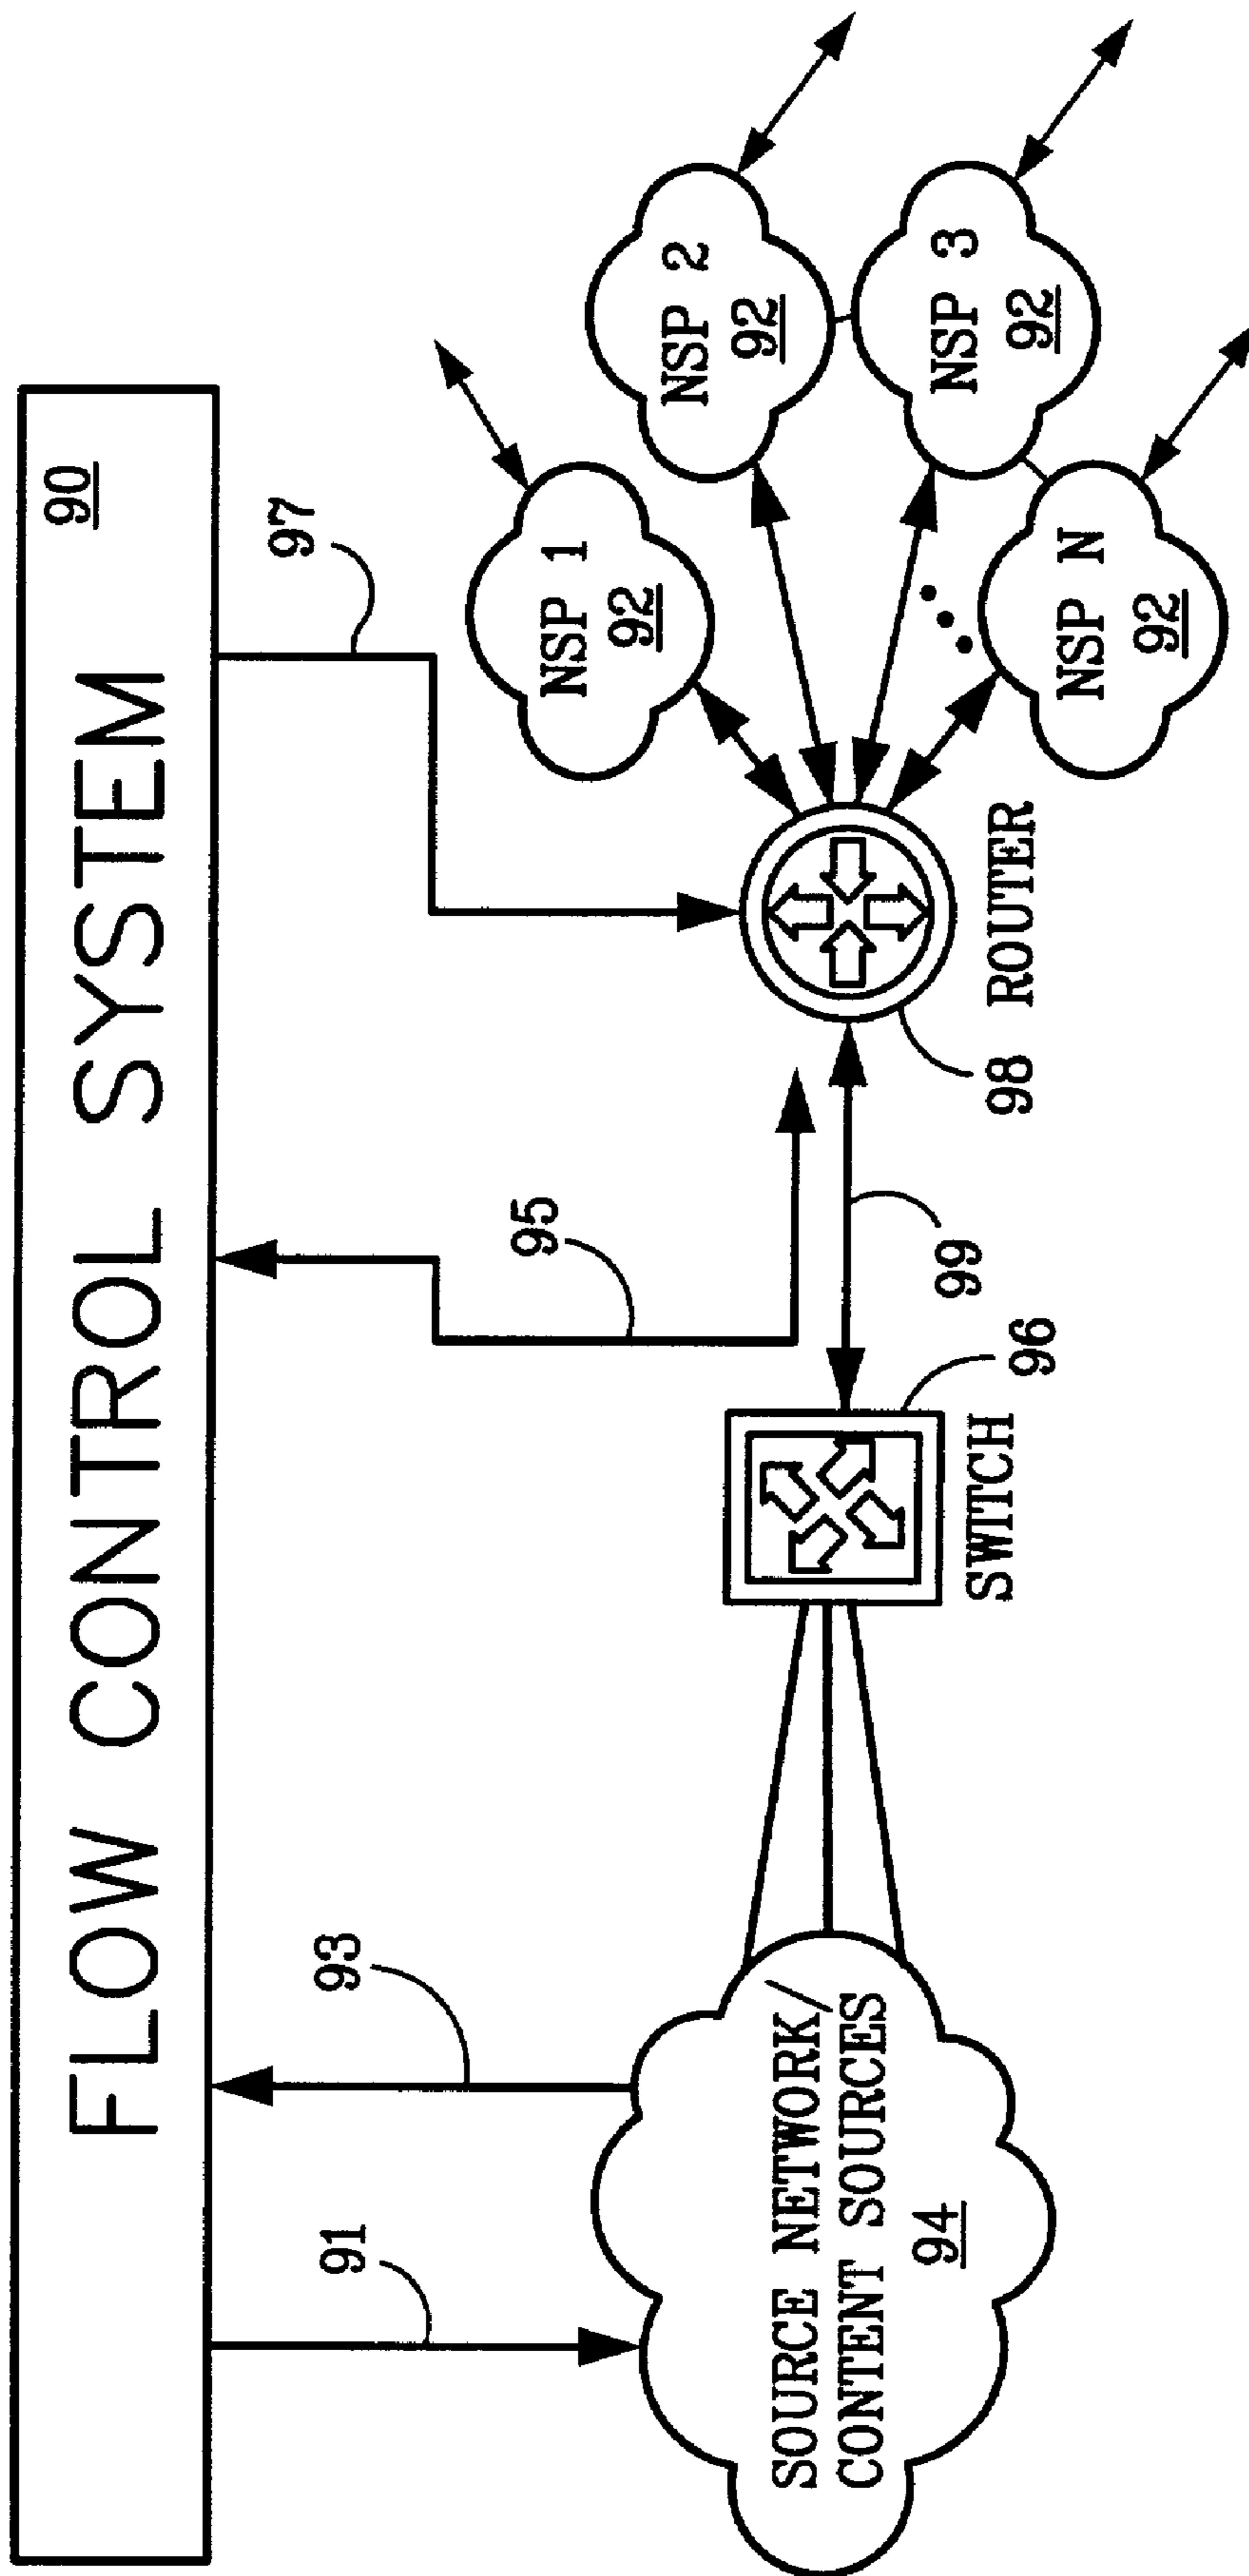 FLOW CONTROL SYSTEM
90
91
93
95
97
SOURCE NETWORK/
CONTENT SOURCES
94
SWITCH
96
99
98
ROUTER
NSP 1
92
NSP 2
92
NSP 3
92
NSP N
92